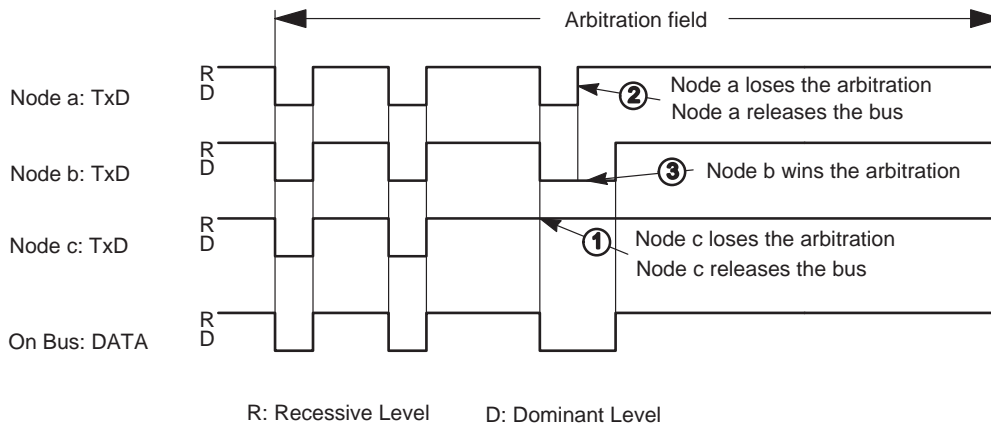 Arbitration field
R
D
Node a: TxD
② Node a loses the arbitration
Node a releases the bus
R
D
Node b: TxD
③ Node b wins the arbitration
R
D
Node c: TxD
① Node c loses the arbitration
Node c releases the bus
R
D
On Bus: DATA
R: Recessive Level D: Dominant Level